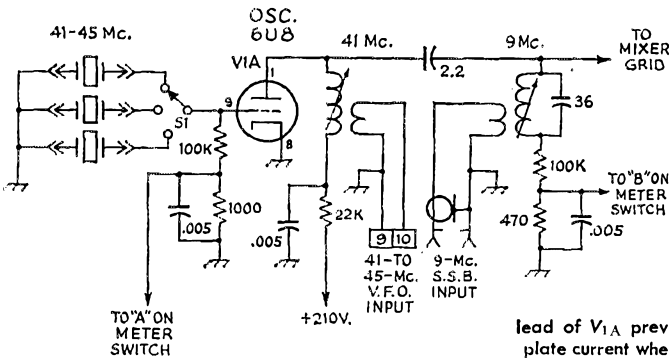 OSC.
6U8
41-45 Mc.
V1A
1
9
8
S1
41 Mc.
2.2
9 Mc.
TO
MIXER
GRID
36
100K
1000
.005
.005
22K
9 10
41-TO
45-Mc.
V.F.O.
INPUT
9-Mc.
S.S.B.
INPUT
100K
470
.005
TO "B" ON
METER
SWITCH
TO "A" ON
METER
SWITCH
+210V.
lead of V1A prev
plate current whe